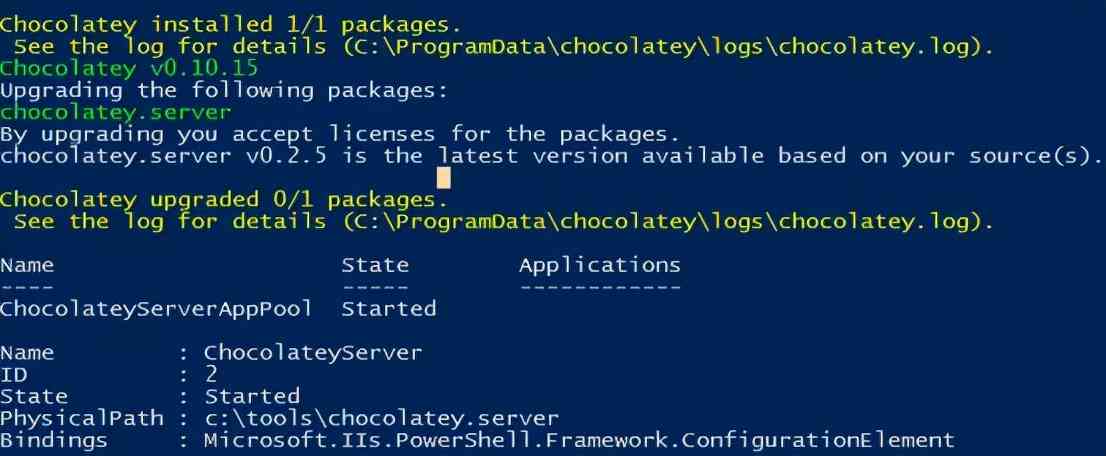 Chocolatey installed 1/1 packages.
 See the log for details (C:\ProgramData\chocolatey\logs\chocolatey.log).
Chocolatey v0.10.15
Upgrading the following packages:
chocolatey.server
By upgrading you accept licenses for the packages.
chocolatey.server v0.2.5 is the latest version available based on your source(s).
Chocolatey upgraded 0/1 packages.
 See the log for details (C:\ProgramData\chocolatey\logs\chocolatey.log).
Name State Applications
---- ----- ------------
ChocolateyServerAppPool Started
Name : ChocolateyServer
ID : 2
State : Started
PhysicalPath : c:\tools\chocolatey.server
Bindings : Microsoft.IIs.PowerShell.Framework.ConfigurationElement